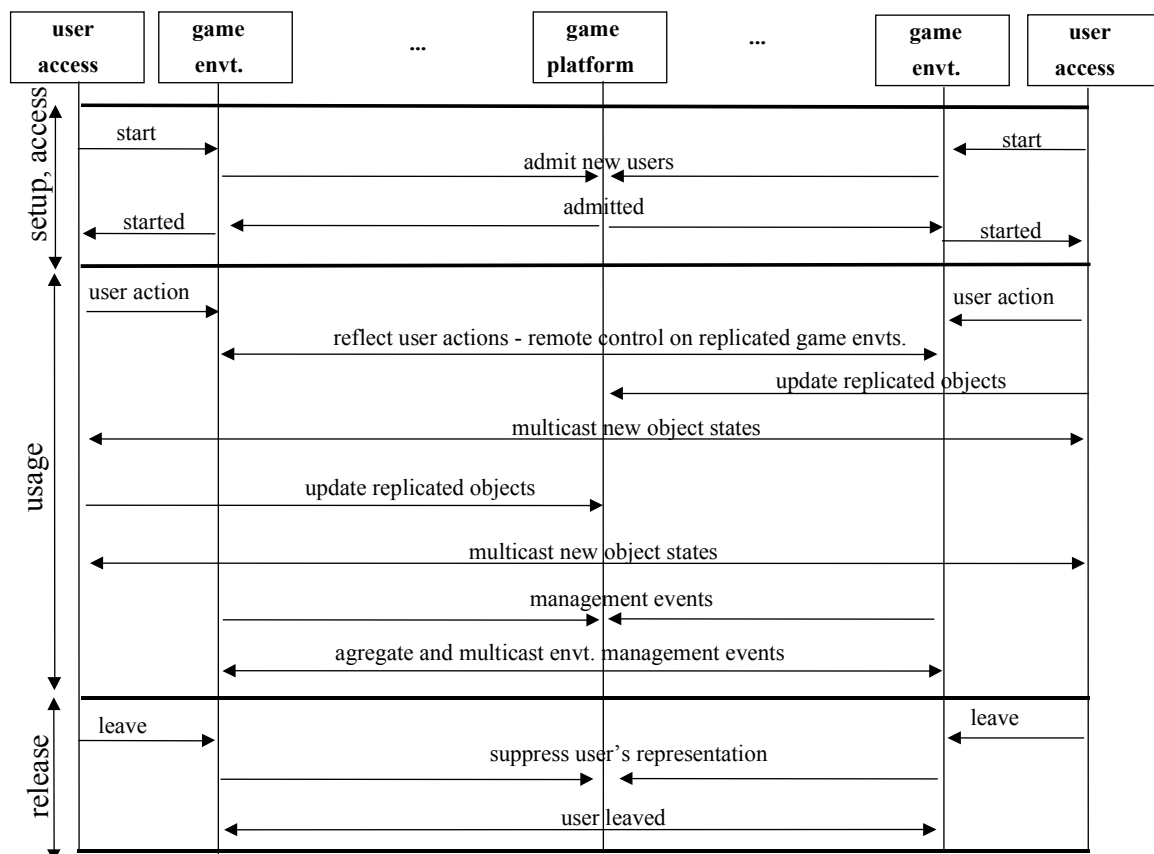 user access
game envt.
...
game platform
...
game envt.
user access
setup, access
start
start
admit new users
admitted
started
started
usage
user action
user action
reflect user actions - remote control on replicated game envts.
update replicated objects
multicast new object states
update replicated objects
multicast new object states
management events
agregate and multicast envt. management events
release
leave
leave
suppress user's representation
user leaved